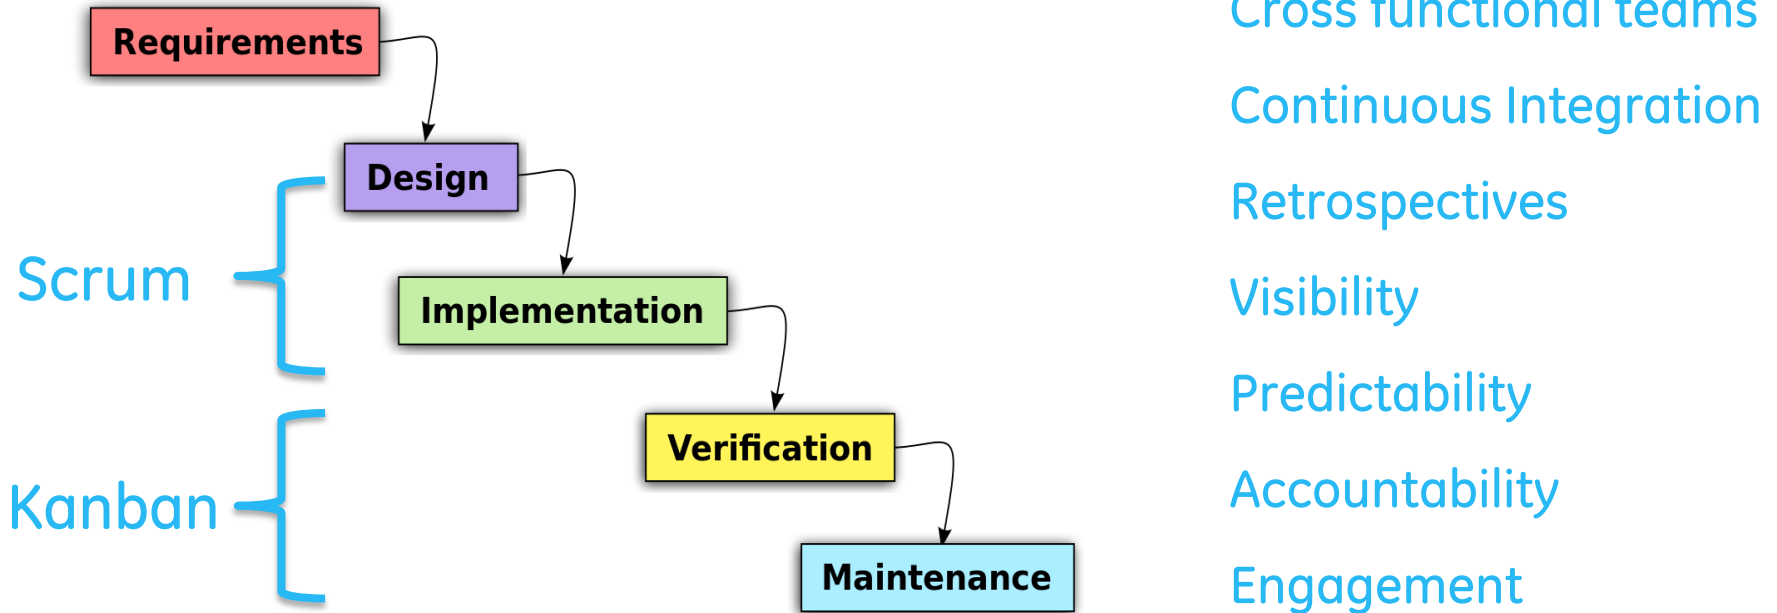 Requirements
Design
Implementation
Verification
Maintenance
Scrum
Kanban
Cross functional teams
Continuous Integration
Retrospectives
Visibility
Predictability
Accountability
Engagement